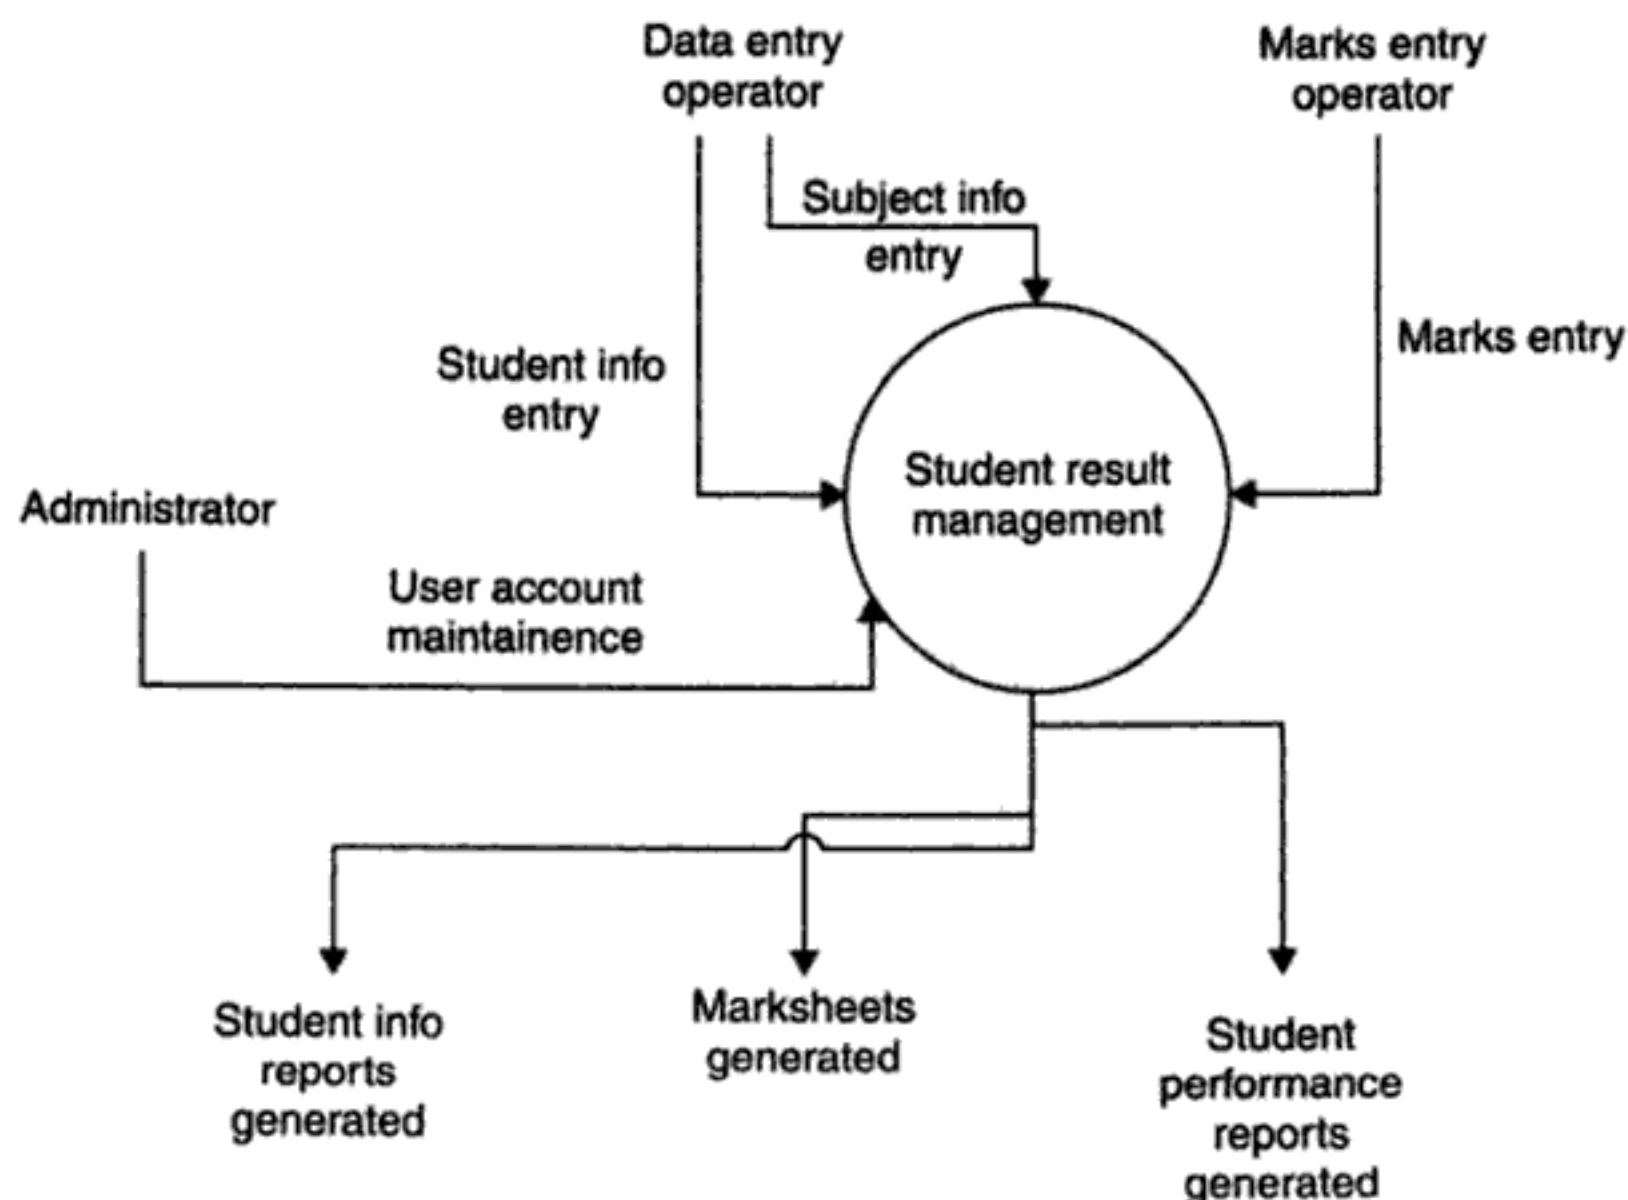 Data entry
operator
Marks entry
operator
Subject info
entry
Marks entry
Student info
entry
Student result
management
Administrator
User account
maintainence
Student info
reports
generated
Marksheets
generated
Student
performance
reports
generated